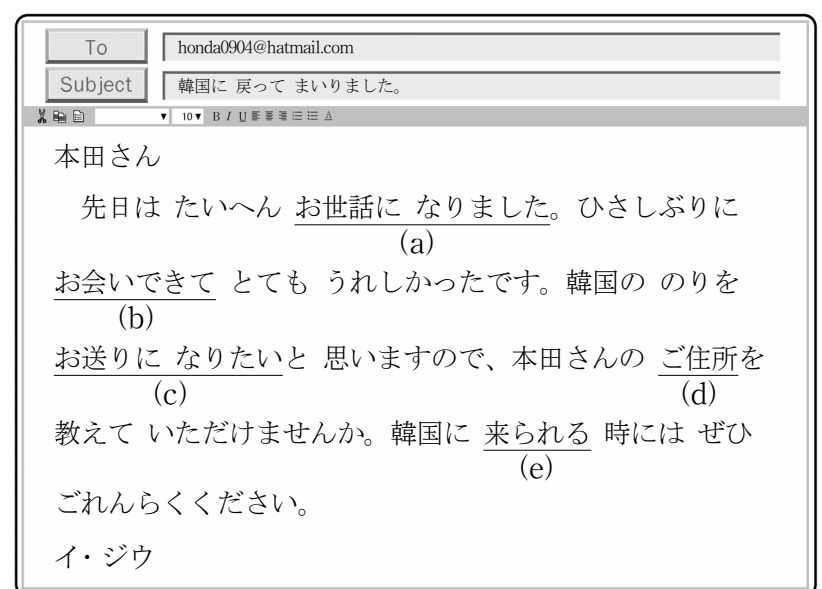 To honda0904@hatmail.com
Subject 韓国に 戻って まいりました。
10 B I U A
本田さん
先日は たいへん お世話に なりました。ひさしぶりに
(a)
お会いできて とても うれしかったです。韓国の のりを
(b)
お送りに なりたいと 思いますので、本田さんの ご住所を
(c) (d)
教えて いただけませんか。韓国に 来られる 時には ぜひ
(e)
ごれんらくください。
イ・ジウ